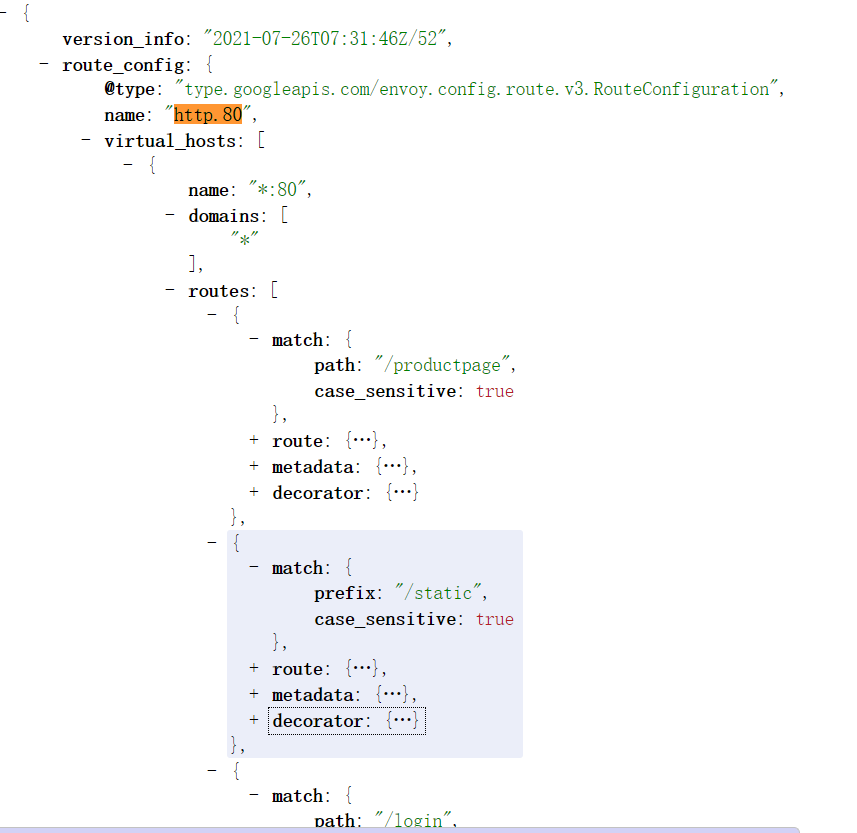 - {
version_info: "2021-07-26T07:31:46Z/52",
- route_config: {
@type: "type.googleapis.com/envoy.config.route.v3.RouteConfiguration",
name: "http.80",
- virtual_hosts: [
- {
name: "*:80",
- domains: [
"*"
],
- routes: [
- {
- match: {
path: "/productpage",
case_sensitive: true
},
+ route: {…},
+ metadata: {…},
+ decorator: {…}
},
- {
- match: {
prefix: "/static",
case_sensitive: true
},
+ route: {…},
+ metadata: {…},
+ decorator: {…}
},
- {
- match: {
path: "/login",